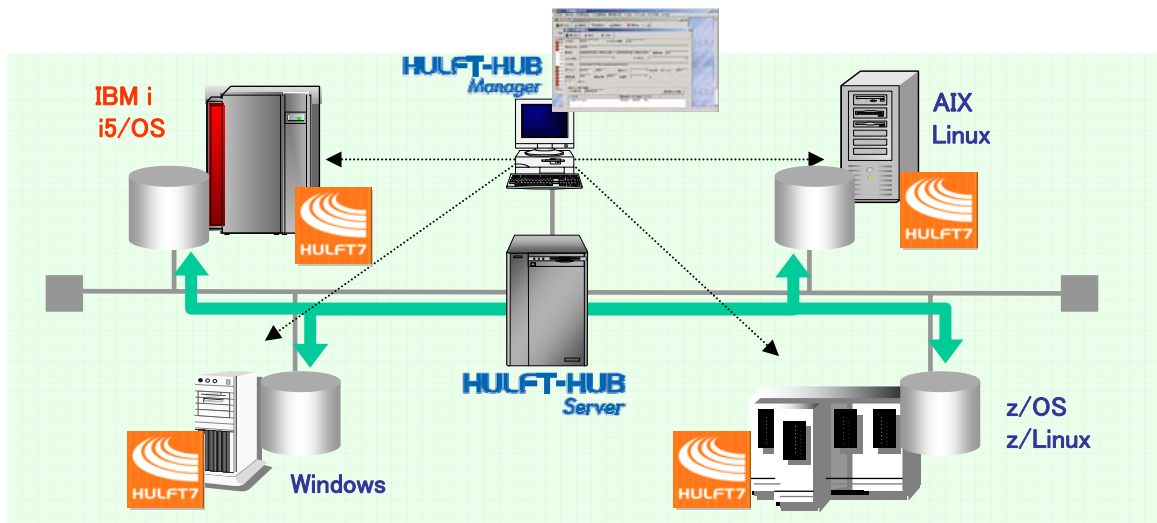 HULFT-HUB
Manager
IBM i
i5/OS
AIX
Linux
HULFT7
HULFT7
HULFT-HUB
Server
z/OS
z/Linux
HULFT7
HULFT7
Windows